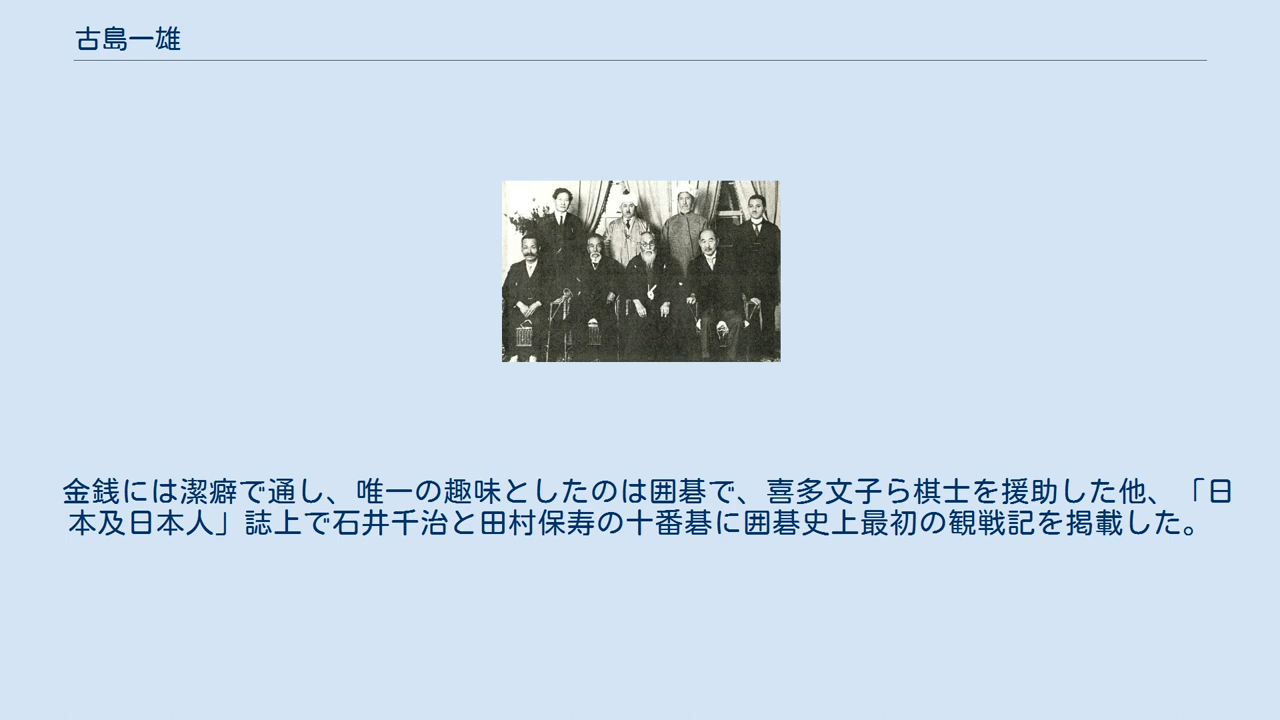 古島一雄
金銭には潔癖で通し、唯一の趣味としたのは囲碁で、喜多文子ら棋士を援助した他、「日
本及日本人」誌上で石井千治と田村保寿の十番碁に囲碁史上最初の観戦記を掲載した。